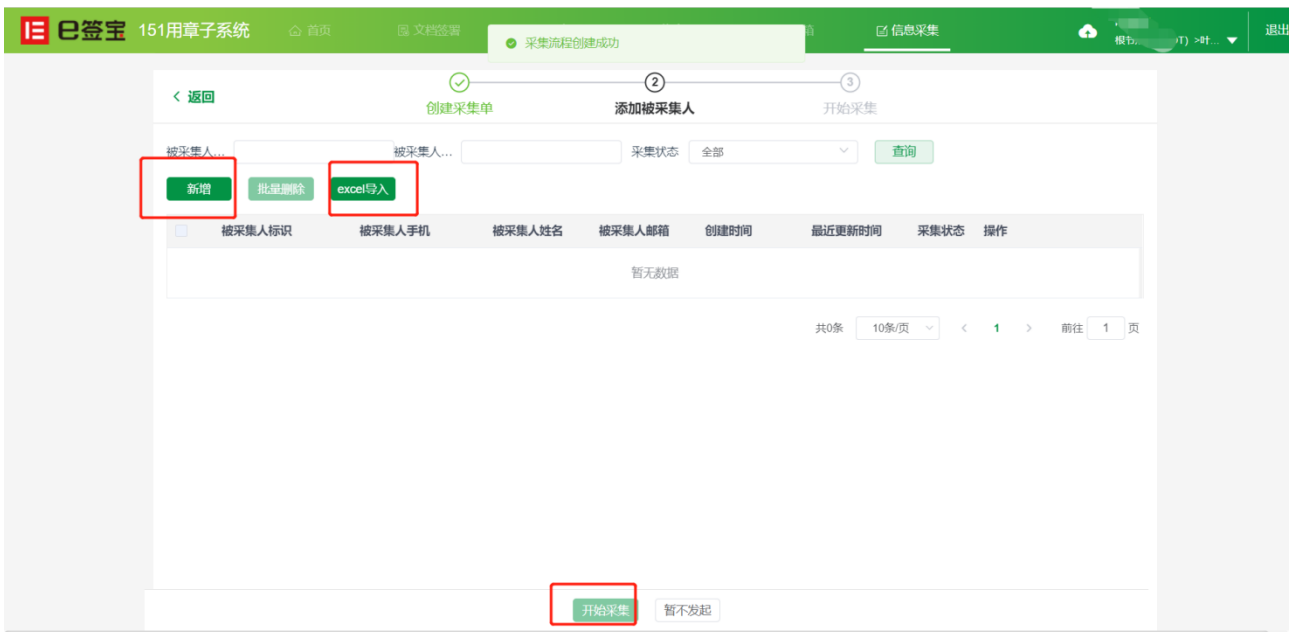 E签宝 151用章子系统 首页 文档签署 信息采集 退出
采集流程创建成功
返回 2 3
创建采集单 添加被采集人 开始采集
被采集人... 被采集人... 采集状态 全部 查询
新增 批量删除 excel导入
被采集人标识 被采集人手机 被采集人姓名 被采集人邮箱 创建时间 最近更新时间 采集状态 操作
暂无数据
共0条 10条/页 < 1 > 前往 1 页
开始采集 暂不发起